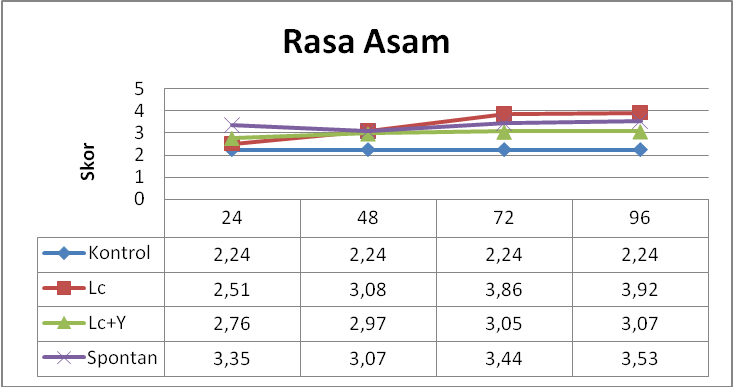 Rasa Asam
Skor
5
4
3
2
1
0
24 48 72 96
Kontrol 2,24 2,24 2,24 2,24
Lc 2,51 3,08 3,86 3,92
Lc+Y 2,76 2,97 3,05 3,07
Spontan 3,35 3,07 3,44 3,53